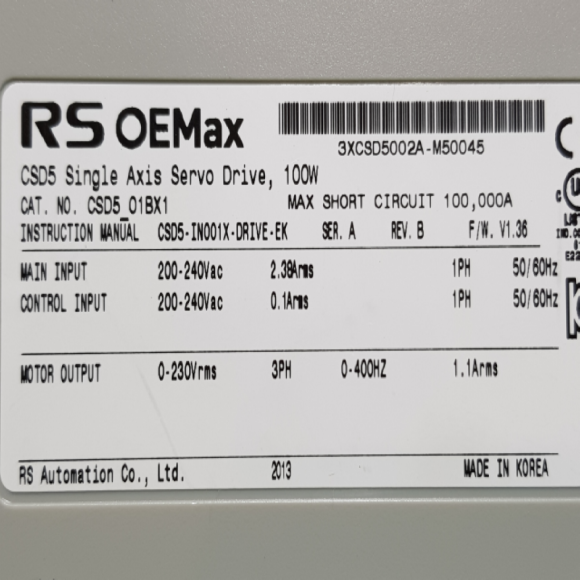 RS OEMax
3XCSD5002A-M50045
CSD5 Single Axis Servo Drive, 100W
CAT. NO. CSD5_01BX1 MAX SHORT CIRCUIT 100,000A
INSTRUCTION MANUAL CSD5-IN001X-DRIVE-EK SER. A REV. B F/W. V1.36
MAIN INPUT 200-240Vac 2.38Arms 1PH 50/60Hz
CONTROL INPUT 200-240Vac 0.1Arms 1PH 50/60Hz
MOTOR OUTPUT 0-230Vrms 3PH 0-400HZ 1.1Arms
RS Automation Co., Ltd. 2013 MADE IN KOREA